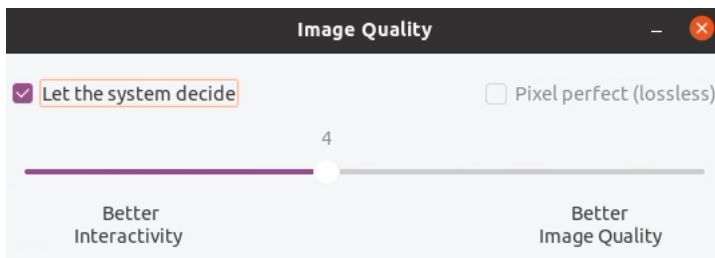 Image Quality
Let the system decide
Pixel perfect (lossless)
4
Better
Interactivity
Better
Image Quality